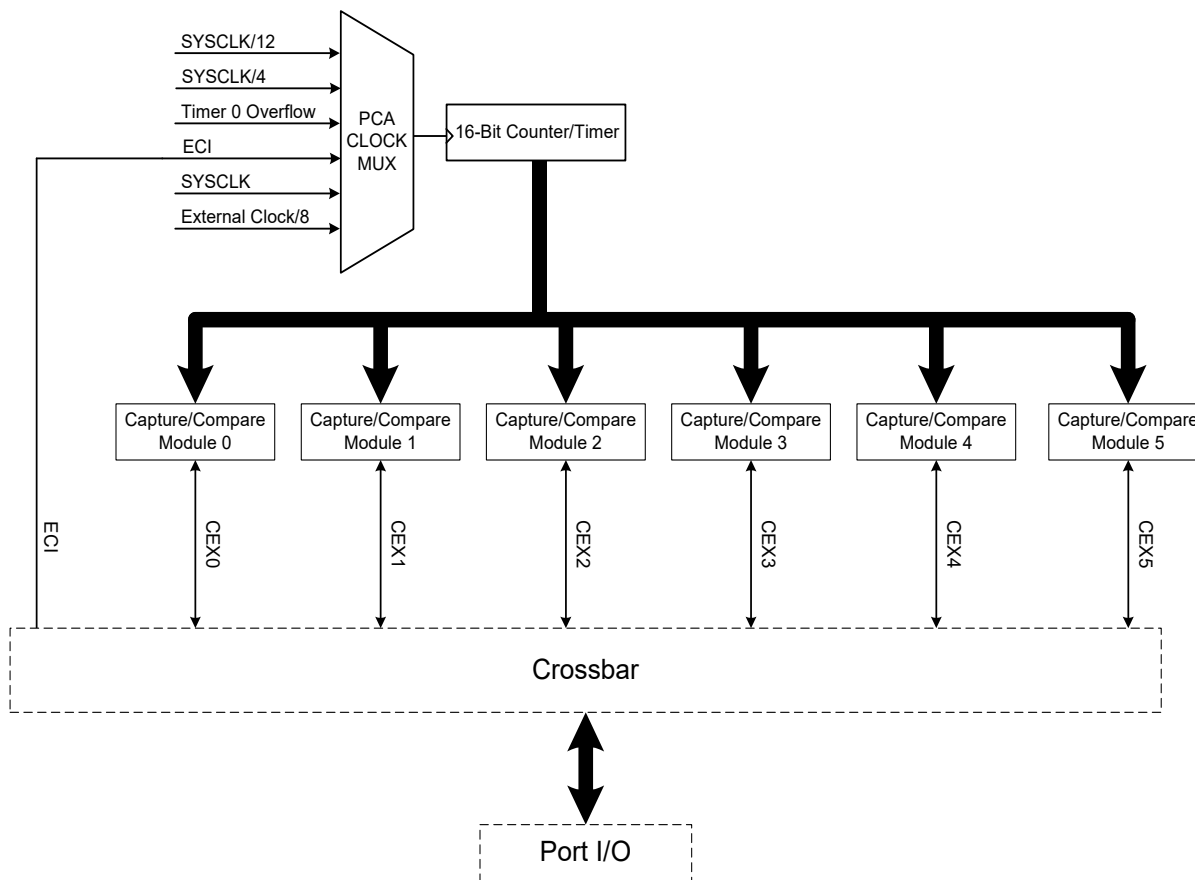 SYSCLK/12
SYSCLK/4
Timer 0 Overflow
ECI
SYSCLK
External Clock/8
PCA
CLOCK
MUX
16-Bit Counter/Timer
Capture/Compare
Module 0
Capture/Compare
Module 1
Capture/Compare
Module 2
Capture/Compare
Module 3
Capture/Compare
Module 4
Capture/Compare
Module 5
ECI
CEX0
CEX1
CEX2
CEX3
CEX4
CEX5
Crossbar
Port I/O